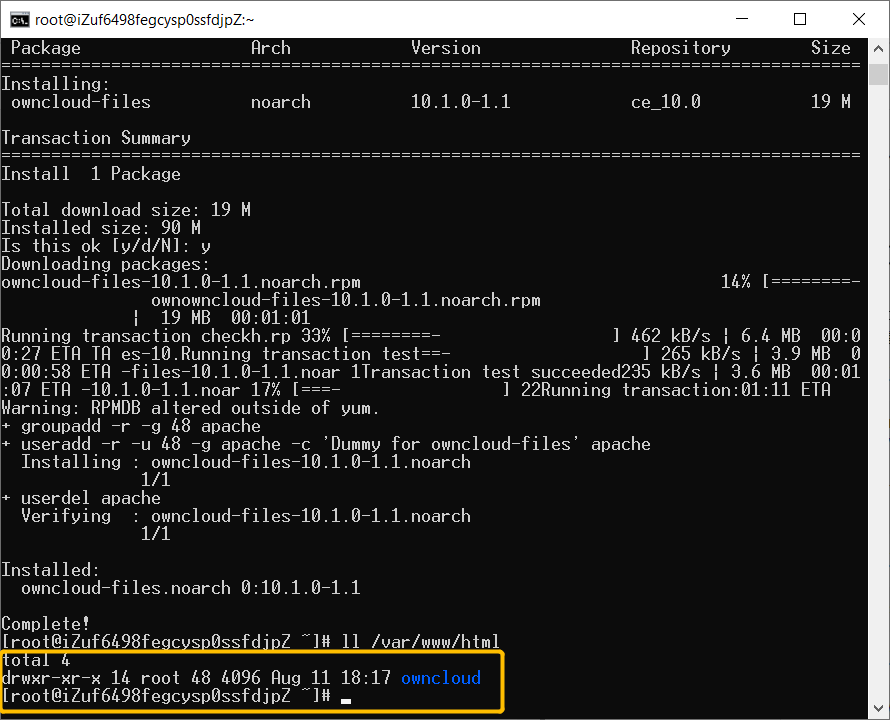 root@iZuf6498fegcysp0ssfdjpZ:~
Package Arch Version Repository Size
================================================================================
Installing:
owncloud-files noarch 10.1.0-1.1 ce_10.0 19 M
Transaction Summary
================================================================================
Install 1 Package
Total download size: 19 M
Installed size: 90 M
Is this ok [y/d/N]: y
Downloading packages:
owncloud-files-10.1.0-1.1.noarch.rpm 14% [========-
ownowncloud-files-10.1.0-1.1.noarch.rpm
| 19 MB 00:01:01
Running transaction checkh.rp 33% [========- ] 462 kB/s | 6.4 MB 00:0
0:27 ETA TA es-10.Running transaction test==- ] 265 kB/s | 3.9 MB 0
0:00:58 ETA -files-10.1.0-1.1.noar 1Transaction test succeeded235 kB/s | 3.6 MB 00:01
:07 ETA -10.1.0-1.1.noar 17% [===- ] 22Running transaction:01:11 ETA
Warning: RPMDB altered outside of yum.
+ groupadd -r -g 48 apache
+ useradd -r -u 48 -g apache -c 'Dummy for owncloud-files' apache
Installing : owncloud-files-10.1.0-1.1.noarch
1/1
+ userdel apache
Verifying : owncloud-files-10.1.0-1.1.noarch
1/1
Installed:
owncloud-files.noarch 0:10.1.0-1.1
Complete!
[root@iZuf6498fegcysp0ssfdjpZ ~]# ll /var/www/html
total 4
drwxr-xr-x 14 root 48 4096 Aug 11 18:17 owncloud
[root@iZuf6498fegcysp0ssfdjpZ ~]#